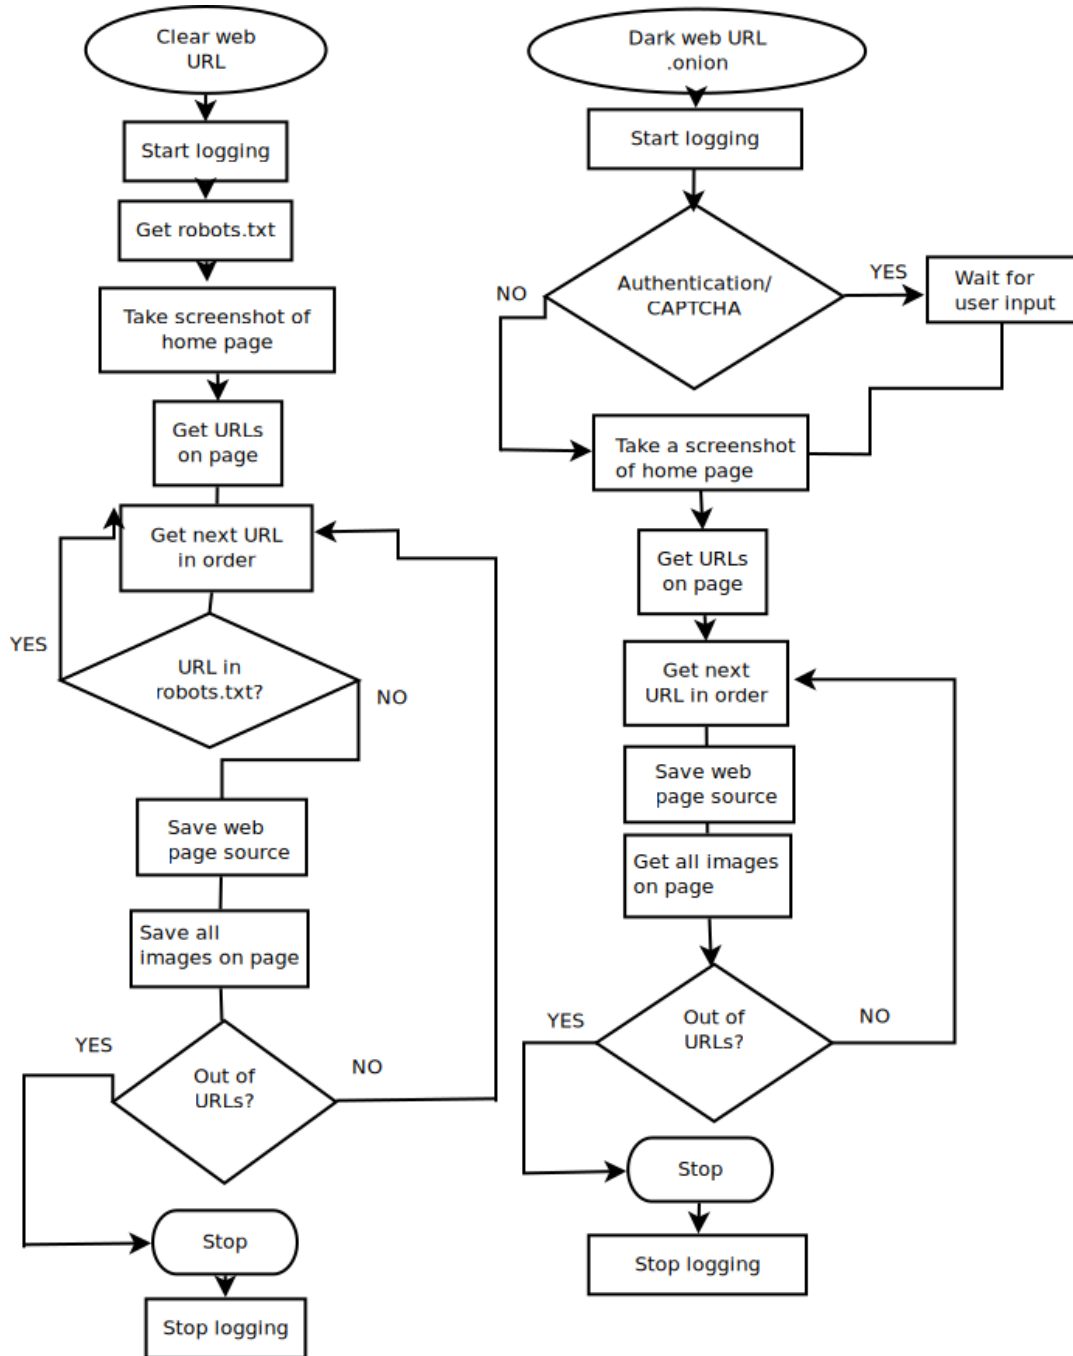 Clear web
URL
Start logging
Get robots.txt
Take screenshot of
home page
Get URLs
on page
Get next URL
in order
YES
URL in
robots.txt?
NO
Save web
page source
Save all
images on page
YES
Out of
URLs?
NO
Stop
Stop logging
Dark web URL
.onion
Start logging
NO
Authentication/
CAPTCHA
YES
Wait for
user input
Take a screenshot
of home page
Get URLs
on page
Get next
URL in order
Save web
page source
Get all images
on page
YES
Out of
URLs?
NO
Stop
Stop logging